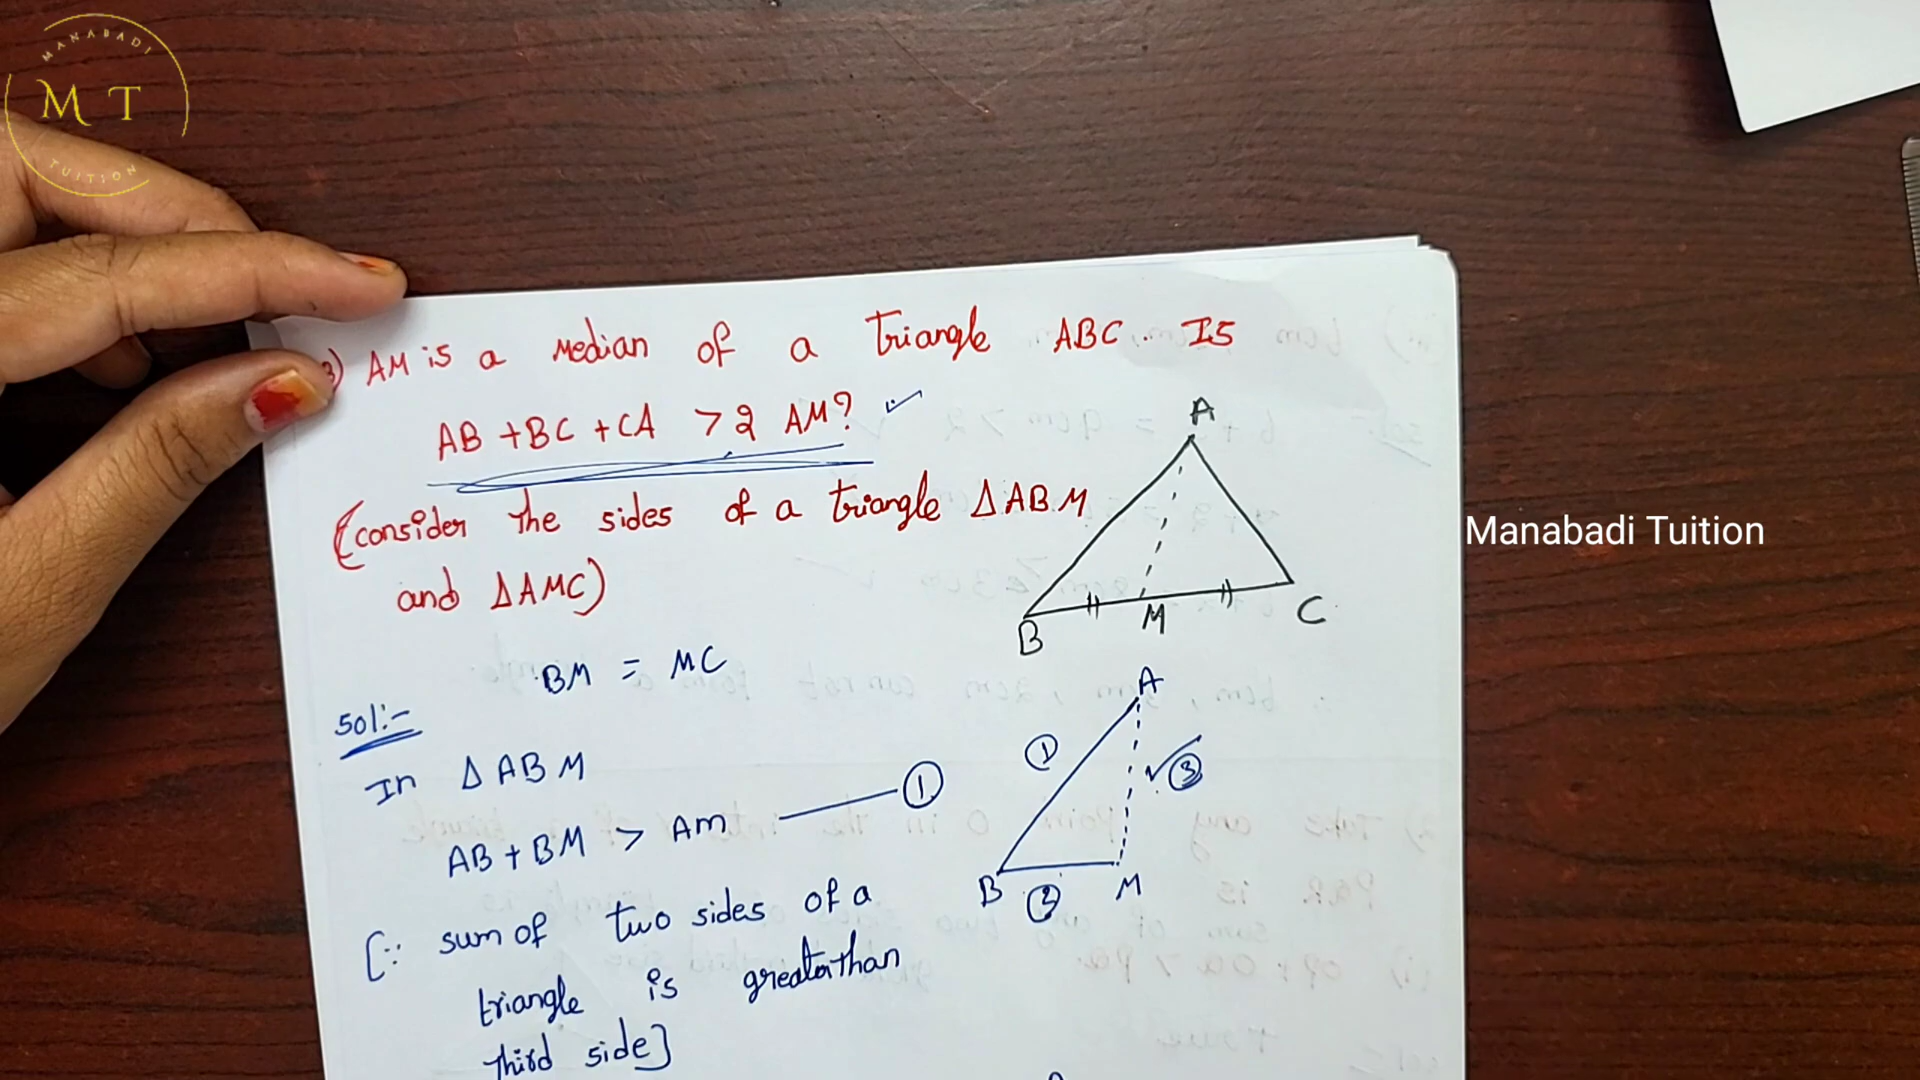 MANABADI
M T
TUITION
3) AM is a Median of a Triangle ABC. Is
AB + BC + CA > 2 AM?
(consider the sides of a triangle ΔABM
and ΔAMC)
A
B
M
C
BM = MC
Sol:-
In ΔABM
AB + BM > AM ——— ①
[∵ sum of two sides of a
triangle is greater than
third side]
A
①
③
B
②
M
Manabadi Tuition